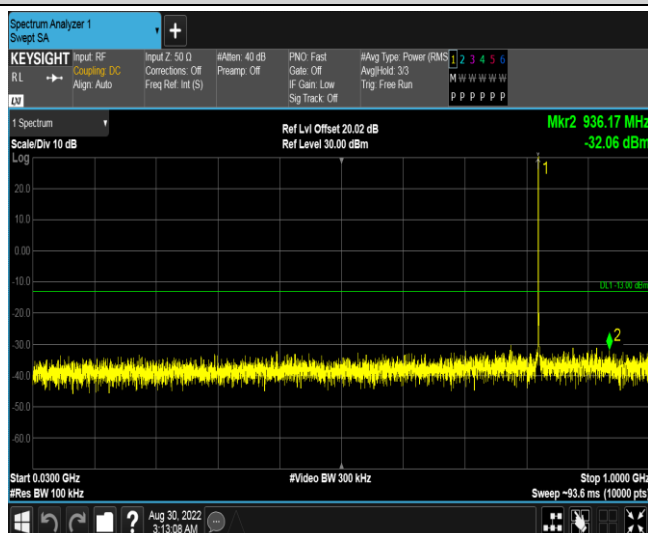 Spectrum Analyzer 1
Swept SA
+
KEYSIGHT Input: RF Input Z: 50 Ω #Atten: 40 dB PNO: Fast #Avg Type: Power (RMS 1 2 3 4 5 6
RL Coupling: DC Corrections: Off Preamp: Off Gate: Off Avg|Hold: 3/3 M W W W W W
Align: Auto Freq Ref: Int (S) IF Gain: Low Trig: Free Run
LXI Sig Track: Off P P P P P P
1 Spectrum Ref Lvl Offset 20.02 dB Mkr2 936.17 MHz
Scale/Div 10 dB Ref Level 30.00 dBm -32.06 dBm
Log
1
20.0
10.0
0.00
-10.0
DL1 -13.00 dBm
-20.0
-30.0
2
-40.0
-50.0
-60.0
Start 0.0300 GHz #Video BW 300 kHz Stop 1.0000 GHz
#Res BW 100 kHz Sweep ~93.6 ms (10000 pts)
? Aug 30, 2022
3:13:08 AM